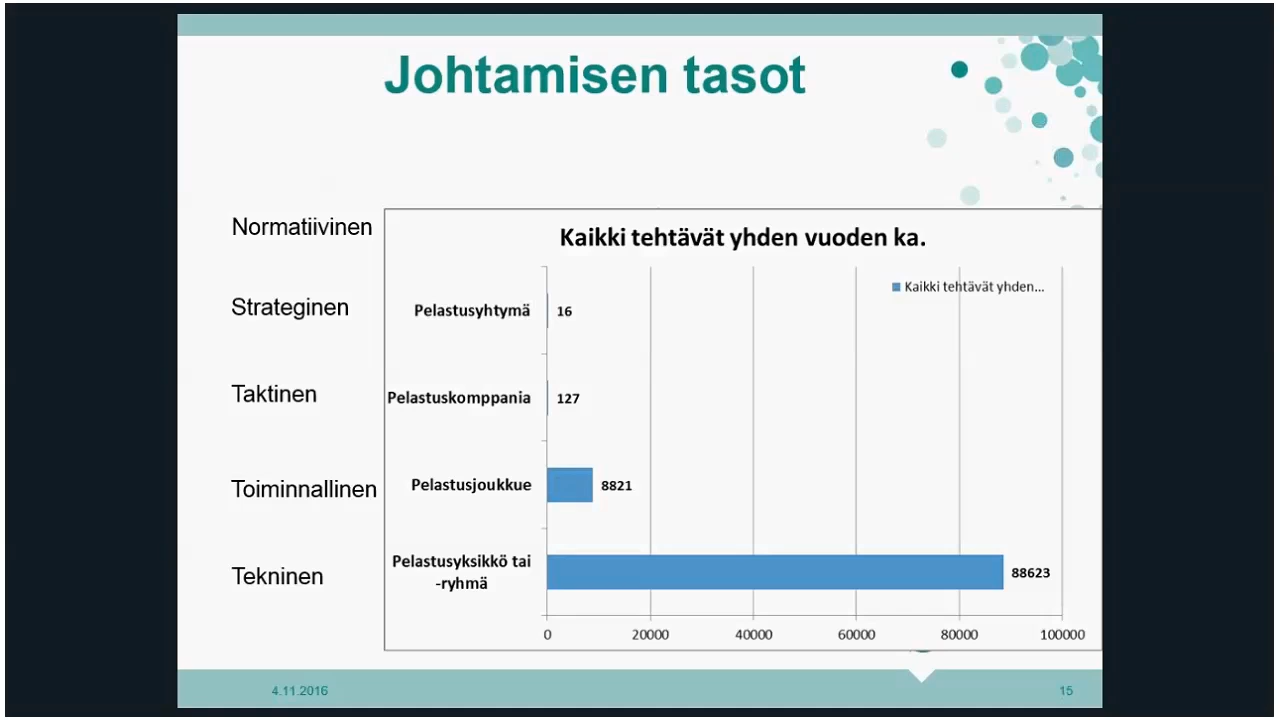 Johtamisen tasot
Normatiivinen
Strateginen
Taktinen
Toiminnallinen
Tekninen
Kaikki tehtävät yhden vuoden ka.
Kaikki tehtävät yhden...
Pelastusyhtymä 16
Pelastuskomppania 127
Pelastusjoukkue 8821
Pelastusyksikkö tai
-ryhmä 88623
0 20000 40000 60000 80000 100000
4.11.2016 15